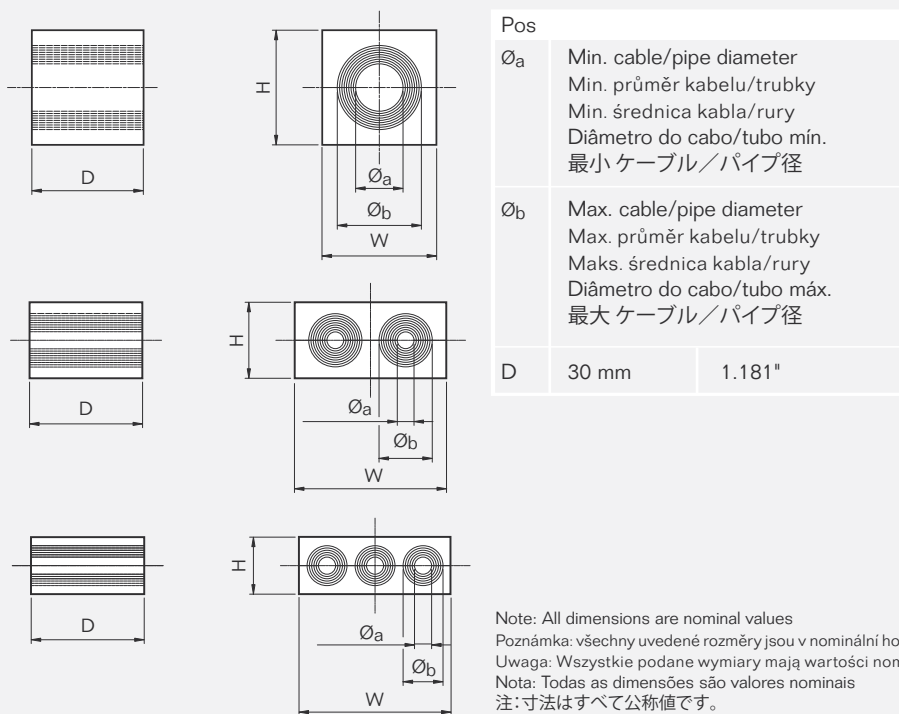 Pos
Øa
Min. cable/pipe diameter
Min. průměr kabelu/trubky
Min. średnica kabla/rury
Diâmetro do cabo/tubo mín.
最小 ケーブル／パイプ径
Øb
Max. cable/pipe diameter
Max. průměr kabelu/trubky
Maks. średnica kabla/rury
Diâmetro do cabo/tubo máx.
最大 ケーブル／パイプ径
D 30 mm 1.181"
D
H
Øa
Øb
W
D
H
Øa
Øb
W
D
H
Øa
Øb
W
Note: All dimensions are nominal values
Poznámka: všechny uvedené rozměry jsou v nominální ho
Uwaga: Wszystkie podane wymiary mają wartości nom
Nota: Todas as dimensões são valores nominais
注：寸法はすべて公称値です。